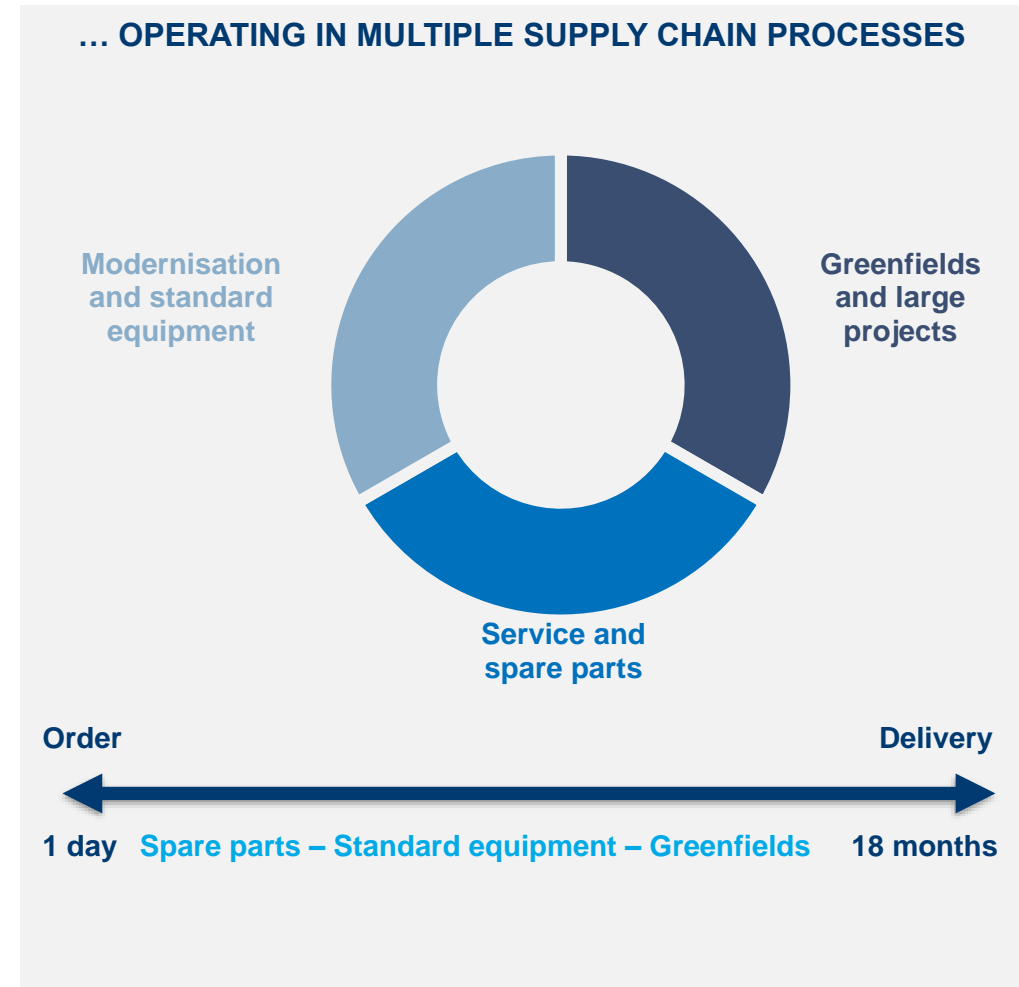 … OPERATING IN MULTIPLE SUPPLY CHAIN PROCESSES
Modernisation
and standard
equipment
Greenfields
and large
projects
Service and
spare parts
Order
Delivery
1 day Spare parts – Standard equipment – Greenfields 18 months